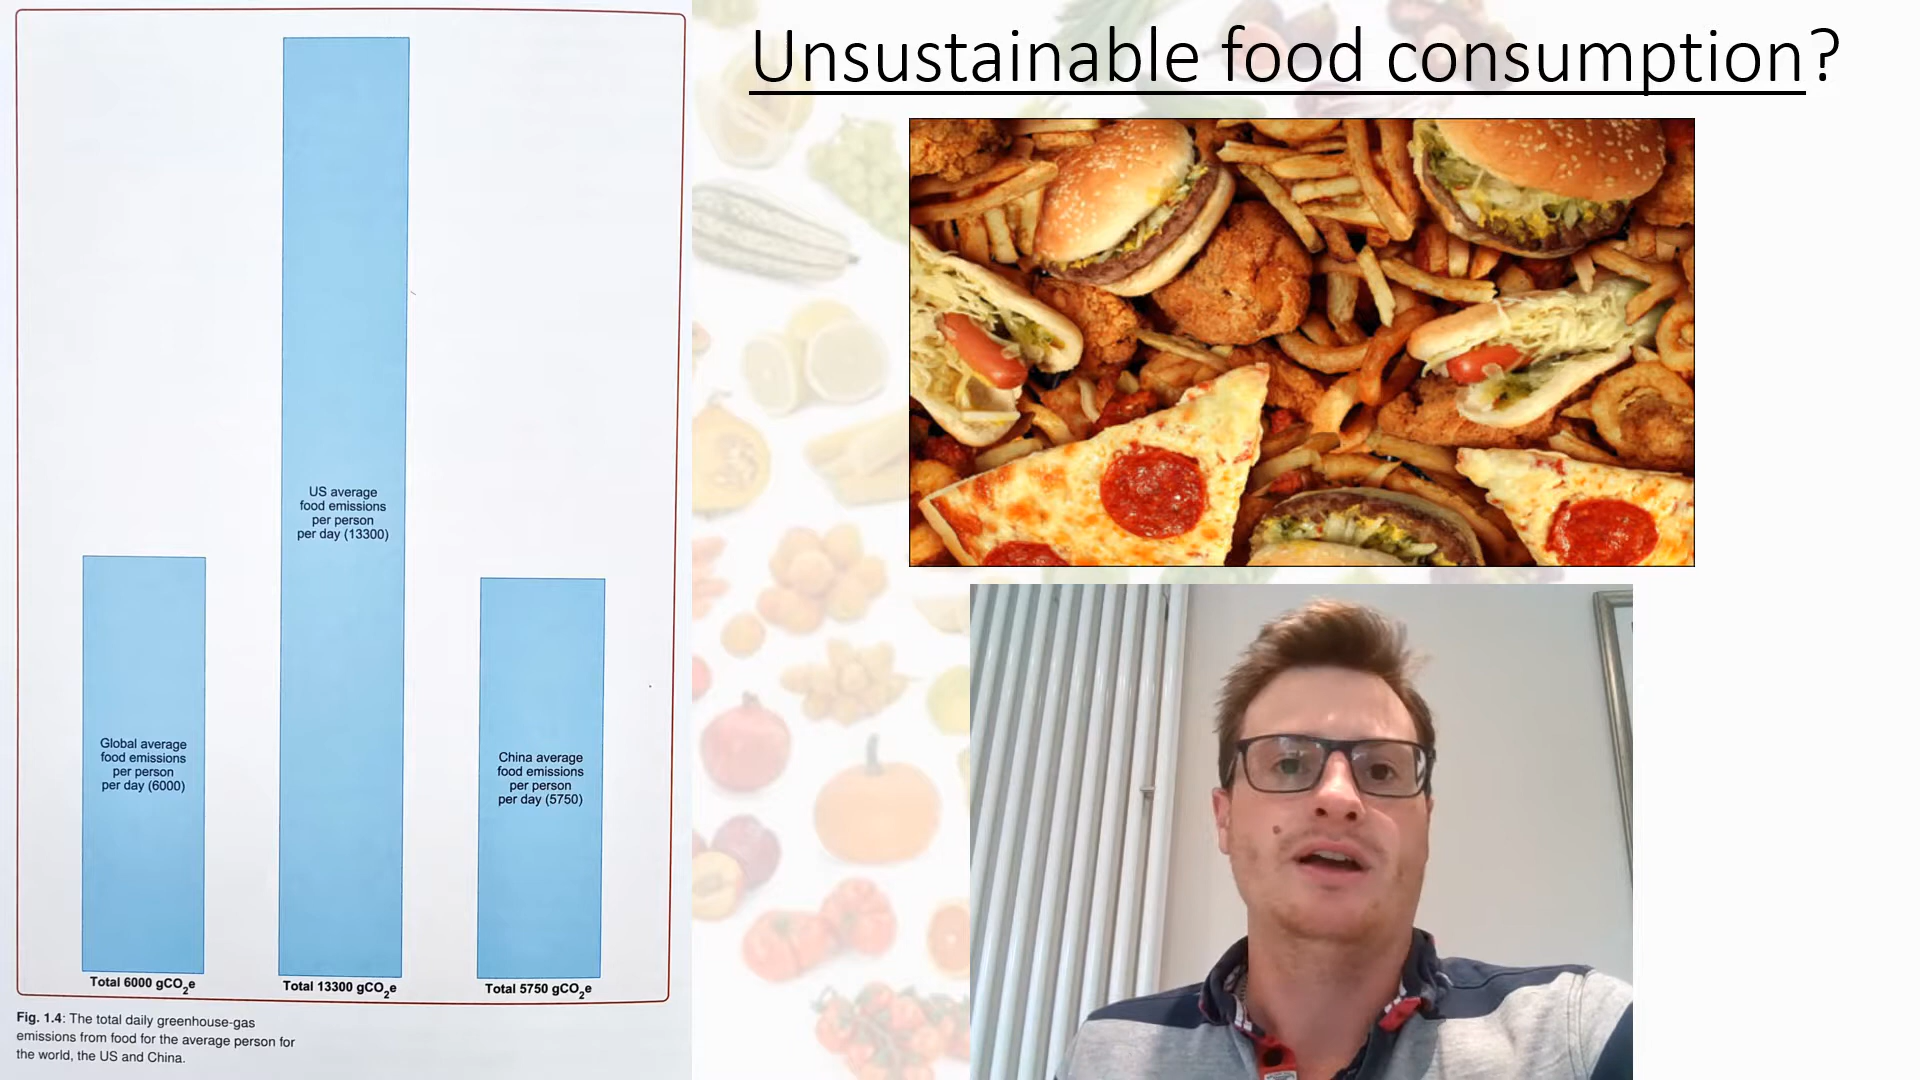 Unsustainable food consumption?
US average
food emissions
per person
per day (13300)
Global average
food emissions
per person
per day (6000)
China average
food emissions
per person
per day (5750)
Total 6000 gCO₂e
Total 13300 gCO₂e
Total 5750 gCO₂e
Fig. 1.4: The total daily greenhouse-gas
emissions from food for the average person for
the world, the US and China.